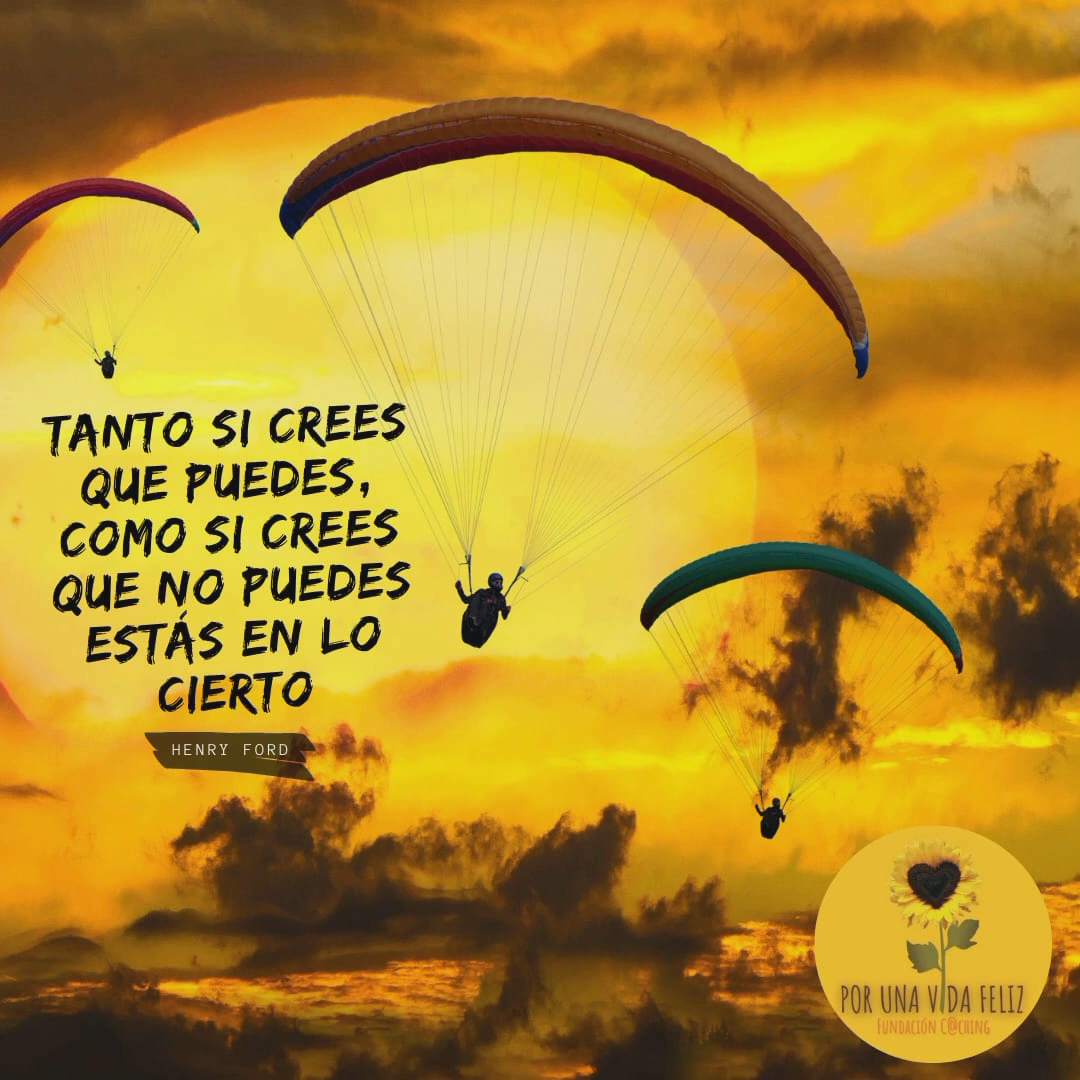 TANTO SI CREES
QUE PUEDES,
COMO SI CREES
QUE NO PUEDES
ESTÁS EN LO
CIERTO
HENRY FORD
POR UNA VIDA FELIZ
FUNDACIÓN C@CHING